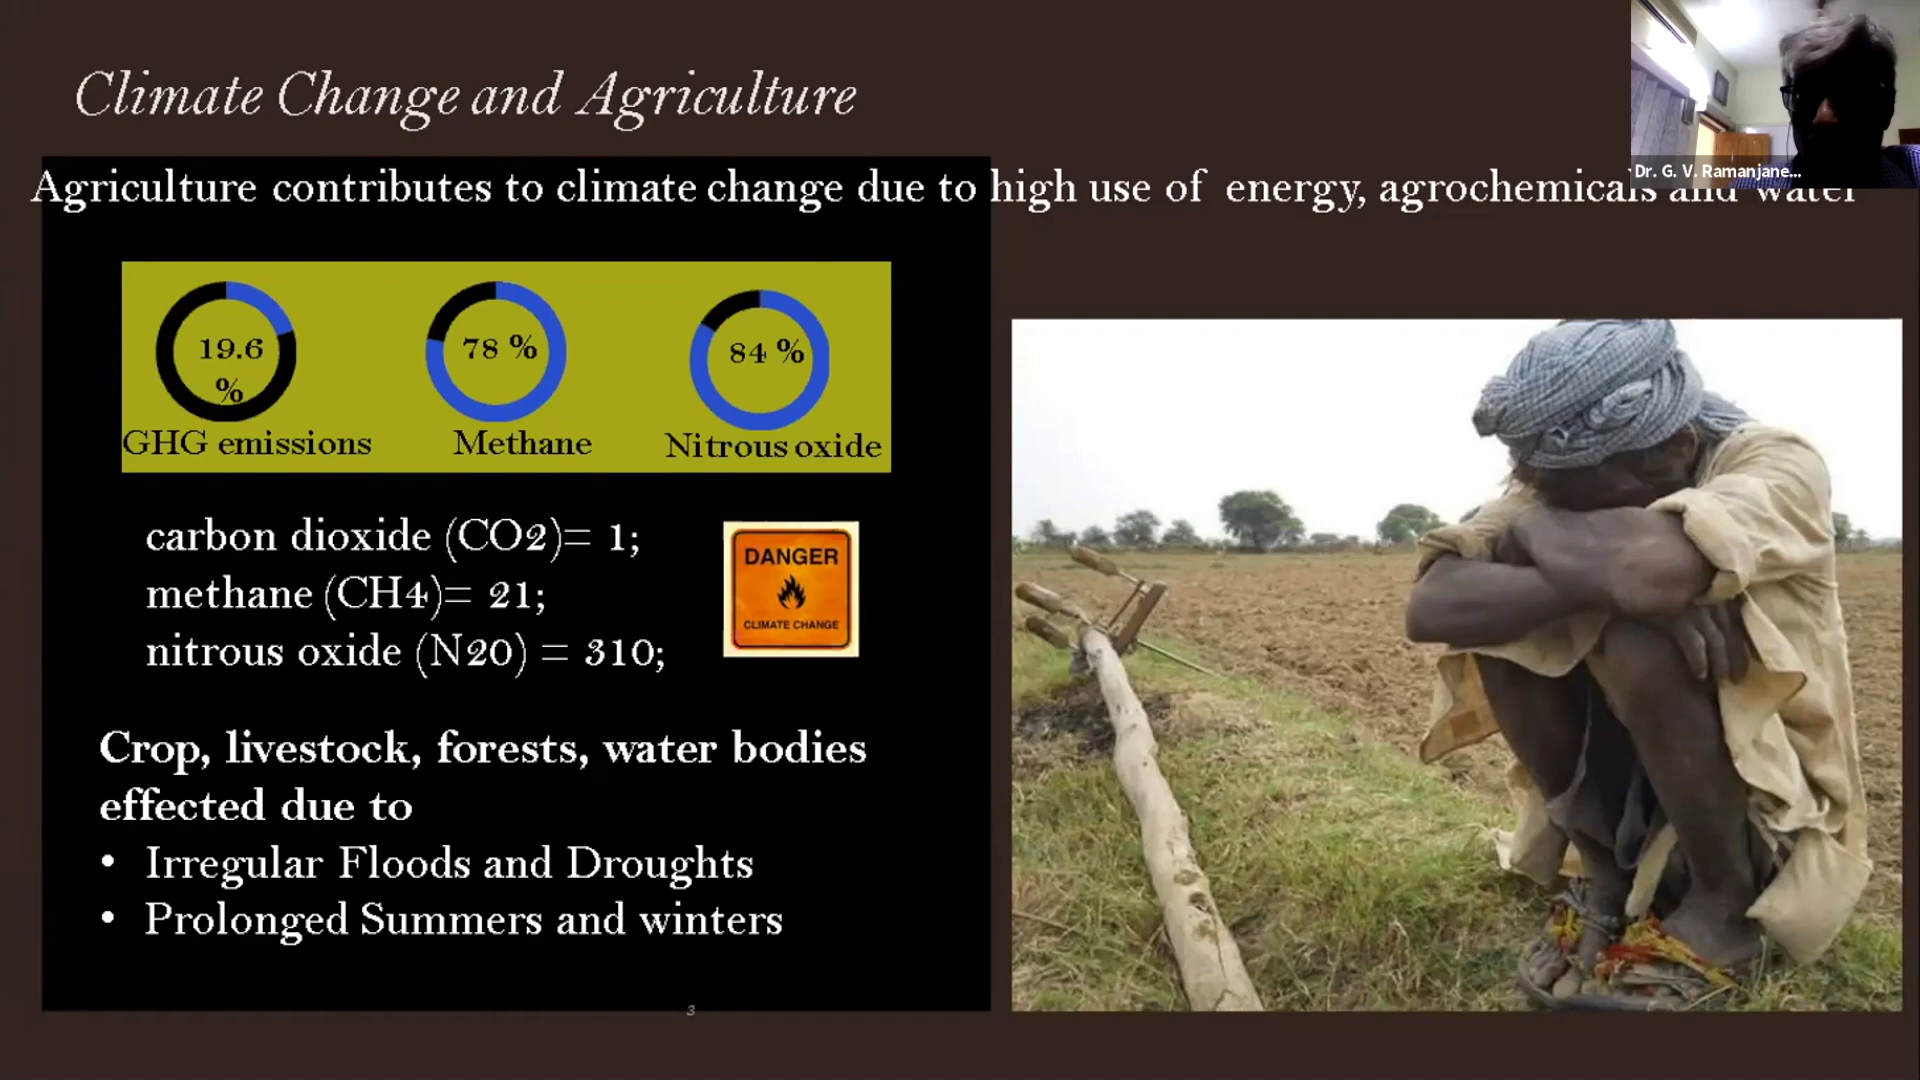 Climate Change and Agriculture
Dr. G. V. Ramanjane...
Agriculture contributes to climate change due to high use of energy, agrochemicals and water
19.6
%
78 %
84 %
GHG emissions
Methane
Nitrous oxide
carbon dioxide (CO2)= 1;
methane (CH4)= 21;
nitrous oxide (N20) = 310;
DANGER
CLIMATE CHANGE
Crop, livestock, forests, water bodies
effected due to
• Irregular Floods and Droughts
• Prolonged Summers and winters
3